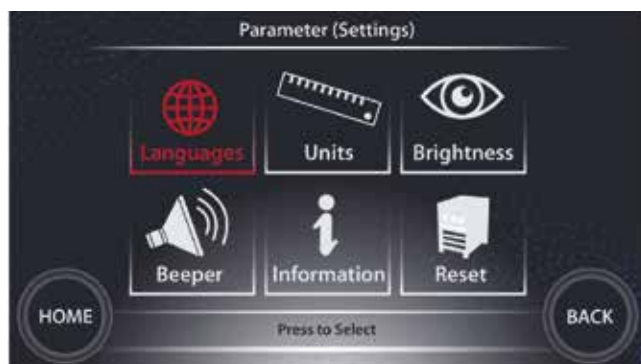 Parameter (Settings)
Languages Units Brightness
Beeper Information Reset
HOME BACK
Press to Select